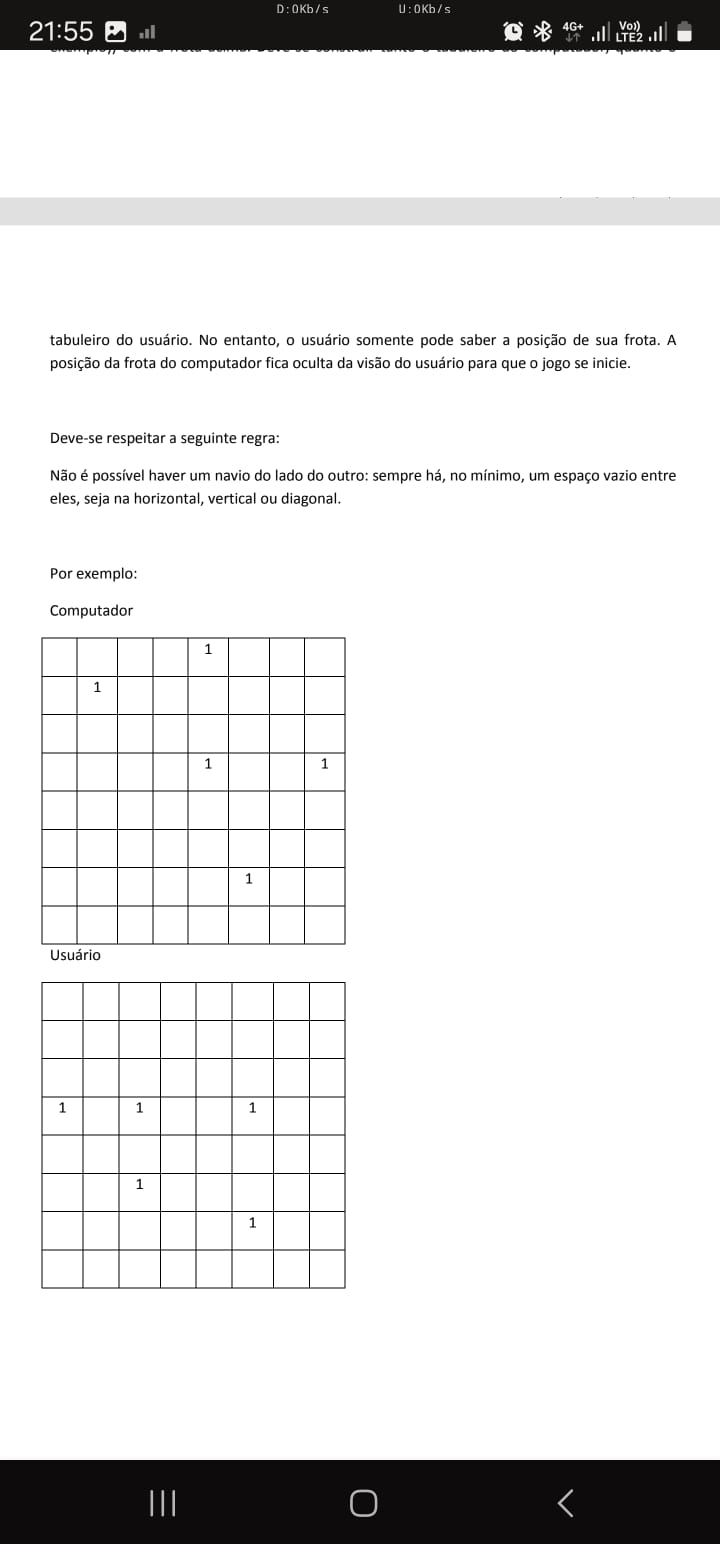 D:0Kb/s U:0Kb/s
21:55 4G+ Vo)) LTE2
tabuleiro do usuário. No entanto, o usuário somente pode saber a posição de sua frota. A
posição da frota do computador fica oculta da visão do usuário para que o jogo se inicie.
Deve-se respeitar a seguinte regra:
Não é possível haver um navio do lado do outro: sempre há, no mínimo, um espaço vazio entre
eles, seja na horizontal, vertical ou diagonal.
Por exemplo:
Computador
1
1
1 1
1
Usuário
1 1 1
1
1